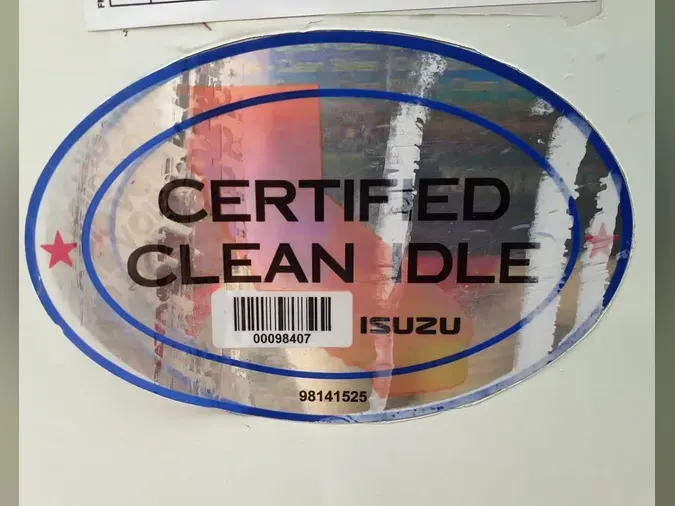 CERTIFIED
CLEAN IDLE
00098407
ISUZU
98141525